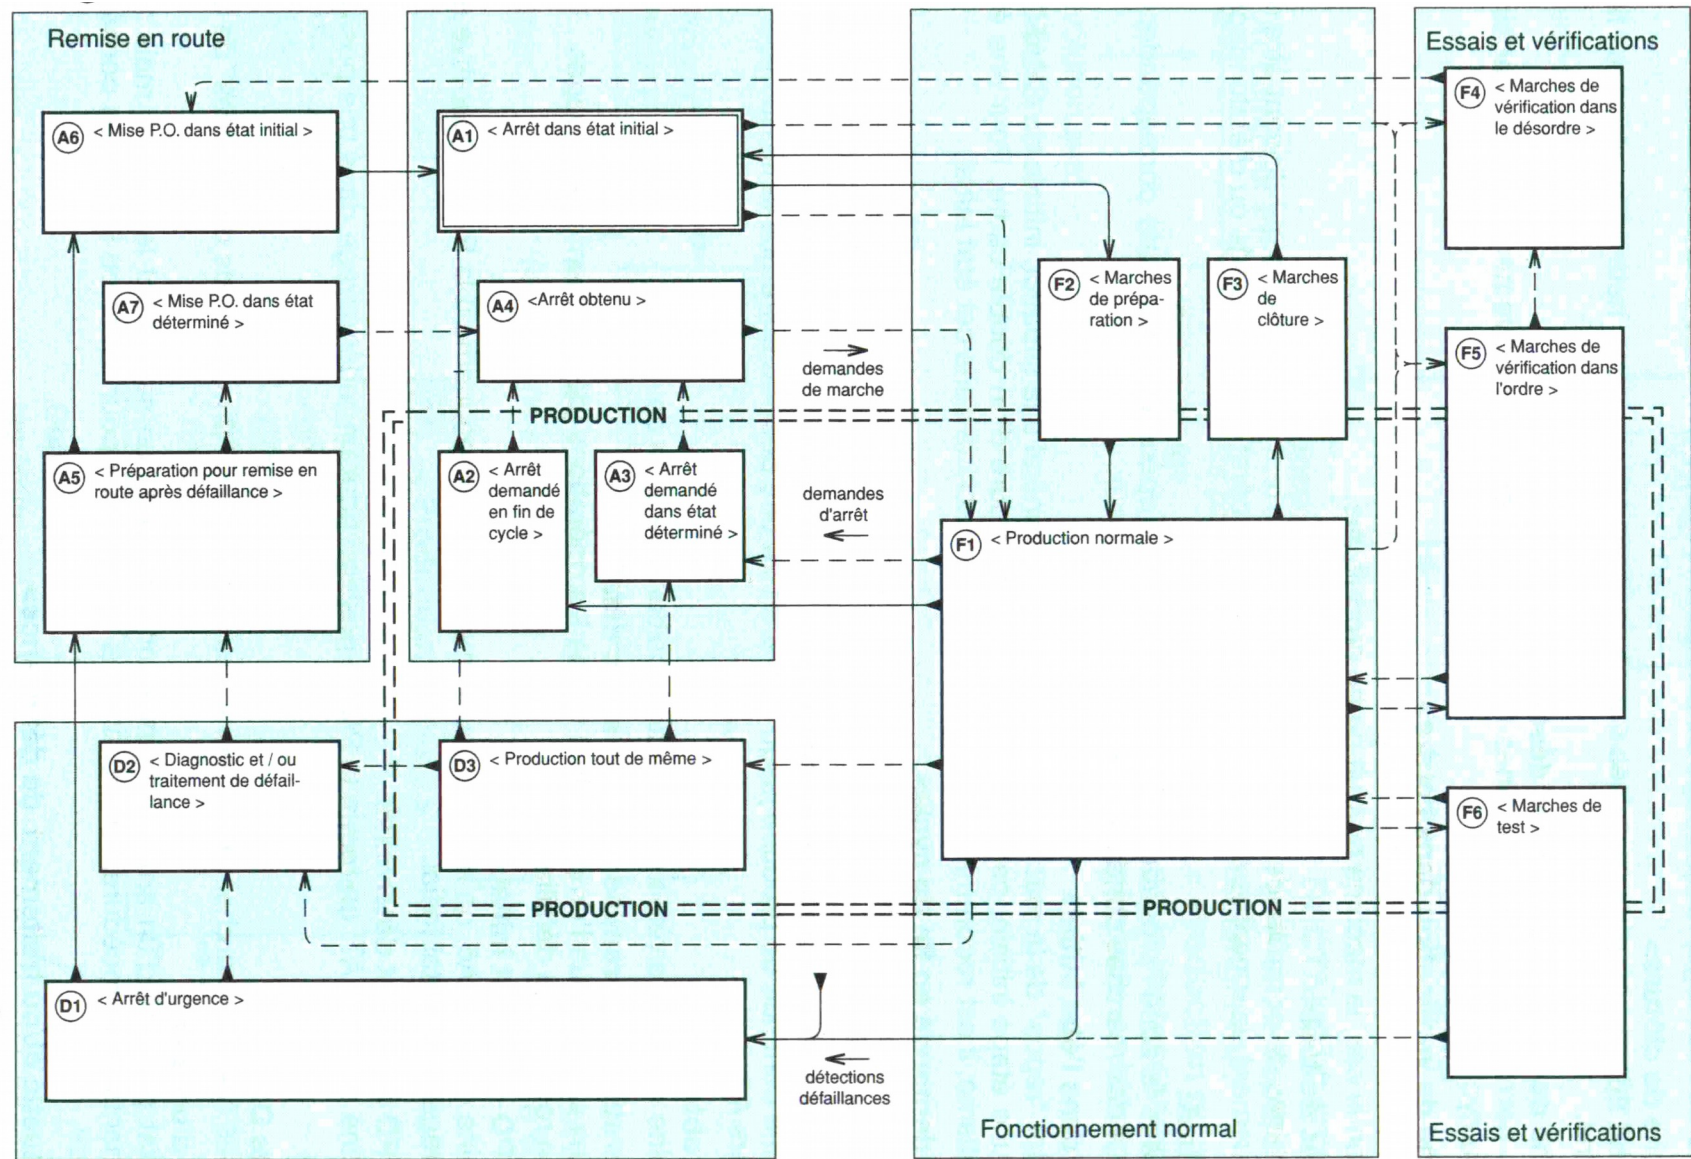 Remise en route
Essais et vérifications
A6 < Mise P.O. dans état initial >
A1 < Arrêt dans état initial >
F4 < Marches de
vérification dans
le désordre >
A7 < Mise P.O. dans état
déterminé >
A4 <Arrêt obtenu >
F2 < Marches
de prépa-
ration >
F3 < Marches
de
clôture >
F5 < Marches de
vérification dans
l'ordre >
demandes
de marche
PRODUCTION
A5 < Préparation pour remise en
route après défaillance >
A2 < Arrêt
demandé
en fin de
cycle >
A3 < Arrêt
demandé
dans état
déterminé >
demandes
d'arrêt
F1 < Production normale >
D2 < Diagnostic et / ou
traitement de défail-
lance >
D3 < Production tout de même >
F6 < Marches de
test >
PRODUCTION
PRODUCTION
D1 < Arrêt d'urgence >
détections
défaillances
Fonctionnement normal
Essais et vérifications